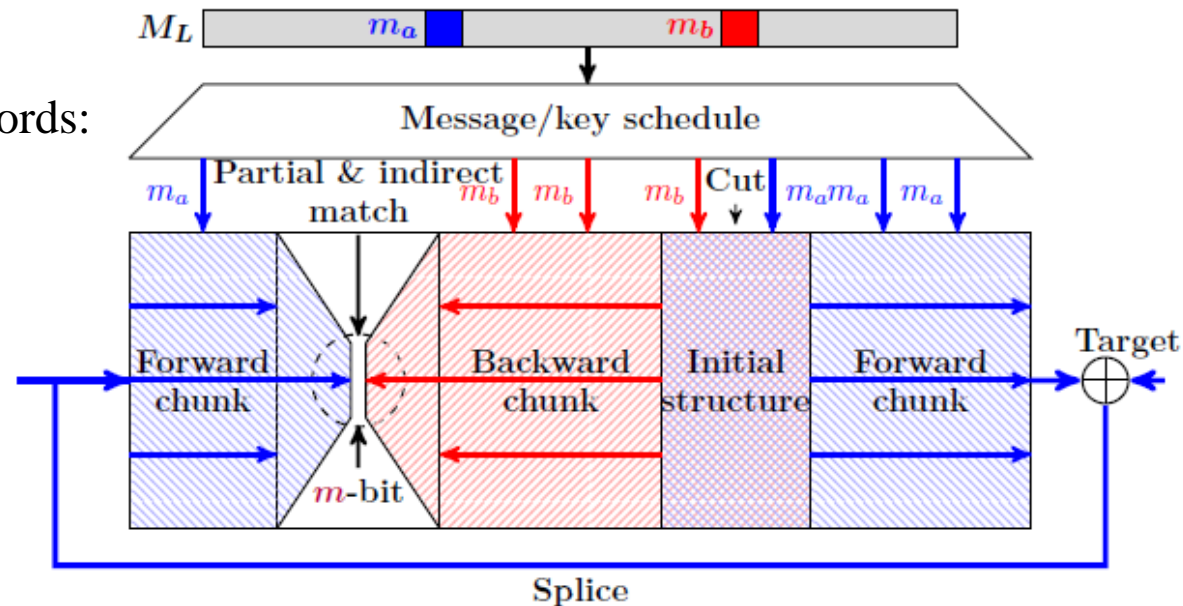 M_L m_a m_b
ords:
Message/key schedule
m_a Partial & indirect match m_b m_b m_b Cut m_a m_a m_a
Forward chunk
Backward chunk
Initial structure
Forward chunk
Target
m-bit
Splice